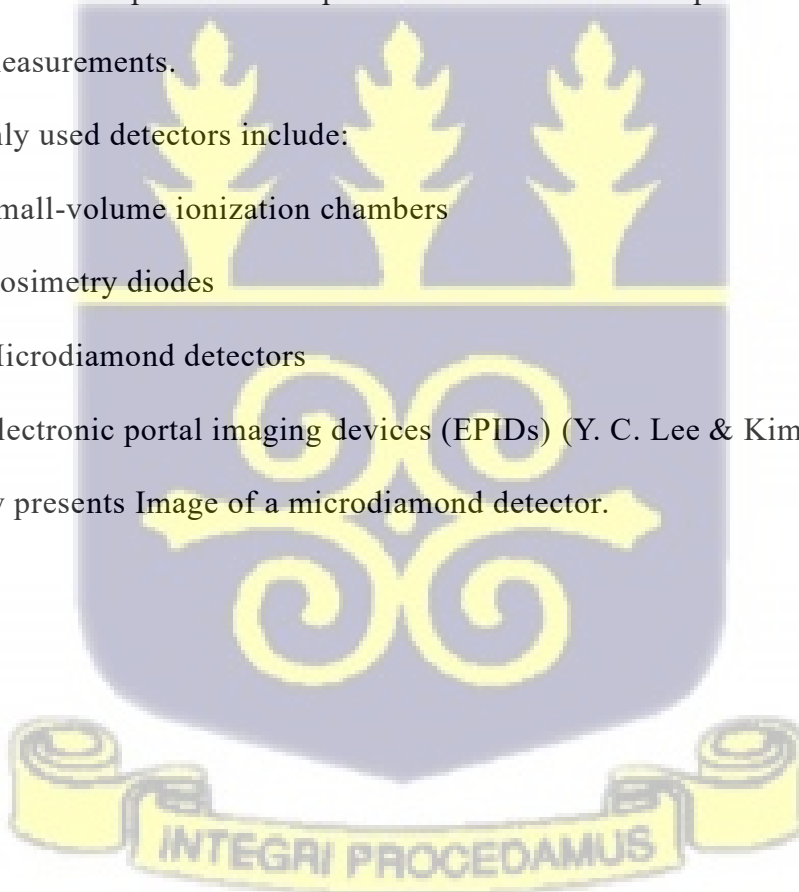 easurements.
ly used detectors include:
mall-volume ionization chambers
osimetry diodes
icrodiamond detectors
lectronic portal imaging devices (EPIDs) (Y. C. Lee & Kim
presents Image of a microdiamond detector.
INTEGRI PROCEDAMUS